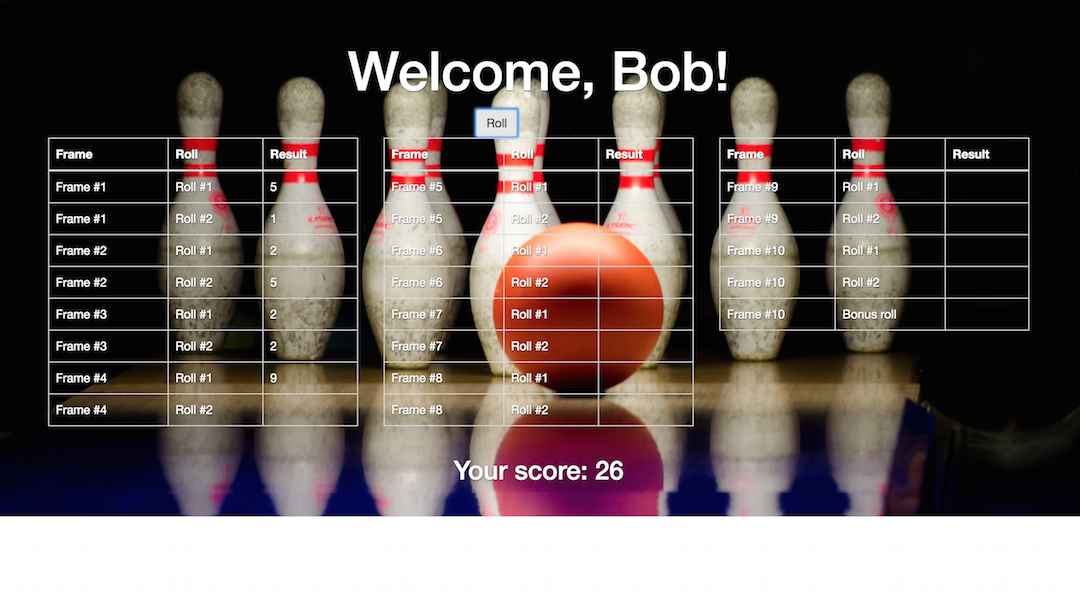 Welcome, Bob!
Roll
Frame Roll Result
Frame #1 Roll #1 5
Frame #1 Roll #2 1
Frame #2 Roll #1 2
Frame #2 Roll #2 5
Frame #3 Roll #1 2
Frame #3 Roll #2 2
Frame #4 Roll #1 9
Frame #4 Roll #2
Frame Roll Result
Frame #5 Roll #1
Frame #5 Roll #2
Frame #6 Roll #1
Frame #6 Roll #2
Frame #7 Roll #1
Frame #7 Roll #2
Frame #8 Roll #1
Frame #8 Roll #2
Frame Roll Result
Frame #9 Roll #1
Frame #9 Roll #2
Frame #10 Roll #1
Frame #10 Roll #2
Frame #10 Bonus roll
Your score: 26